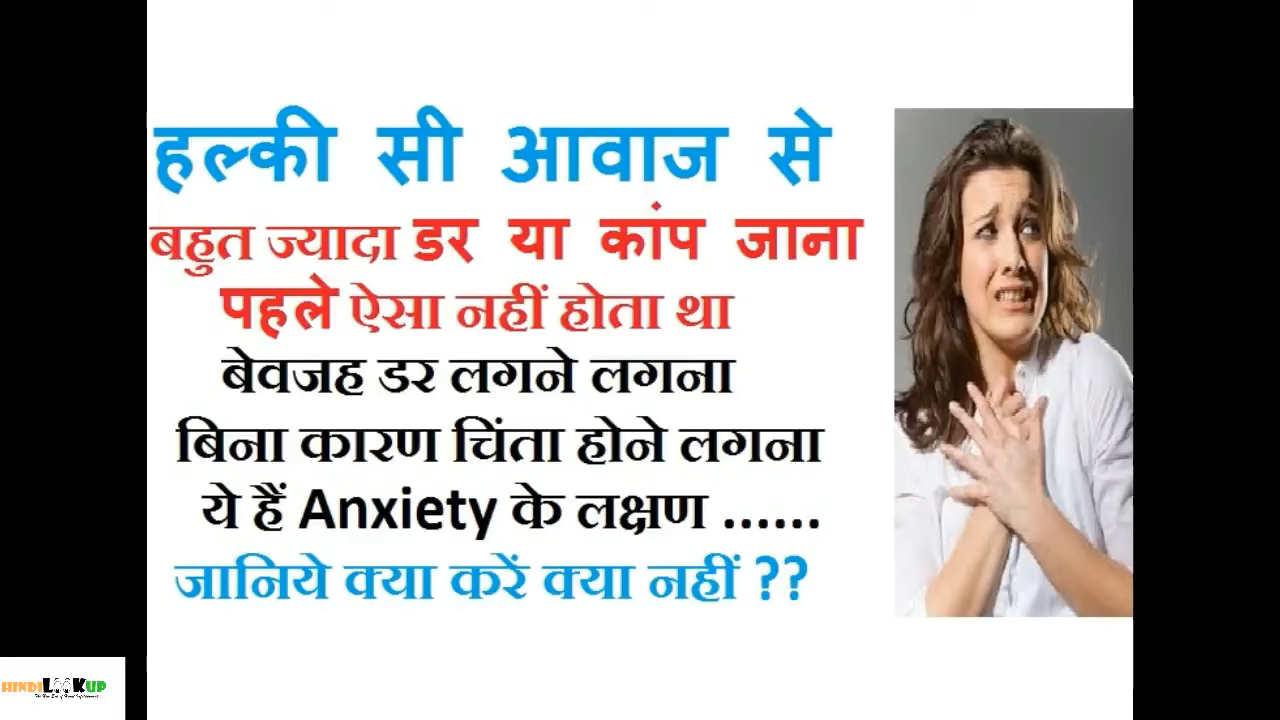 हल्की सी आवाज से
बहुत ज्यादा डर या कांप जाना
पहले ऐसा नहीं होता था
बेवजह डर लगने लगना
बिना कारण चिंता होने लगना
ये हैं Anxiety के लक्षण ......
जानिये क्या करें क्या नहीं ??
HINDILOOKUP